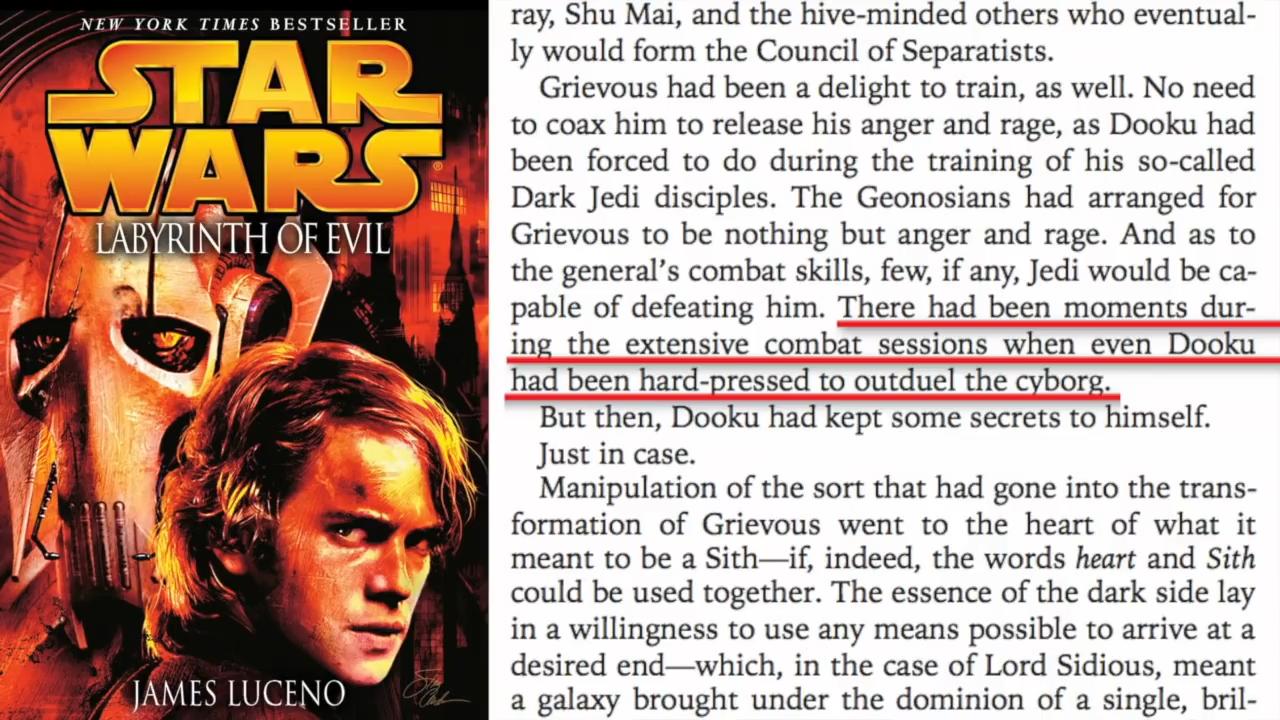 NEW YORK TIMES BESTSELLER
STAR
WARS®
LABYRINTH OF EVIL
JAMES LUCENO
ray, Shu Mai, and the hive-minded others who eventual-
ly would form the Council of Separatists.
Grievous had been a delight to train, as well. No need
to coax him to release his anger and rage, as Dooku had
been forced to do during the training of his so-called
Dark Jedi disciples. The Geonosians had arranged for
Grievous to be nothing but anger and rage. And as to
the general’s combat skills, few, if any, Jedi would be ca-
pable of defeating him. There had been moments dur-
ing the extensive combat sessions when even Dooku
had been hard-pressed to outduel the cyborg.
But then, Dooku had kept some secrets to himself.
Just in case.
Manipulation of the sort that had gone into the trans-
formation of Grievous went to the heart of what it
meant to be a Sith—if, indeed, the words heart and Sith
could be used together. The essence of the dark side lay
in a willingness to use any means possible to arrive at a
desired end—which, in the case of Lord Sidious, meant
a galaxy brought under the dominion of a single, bril-